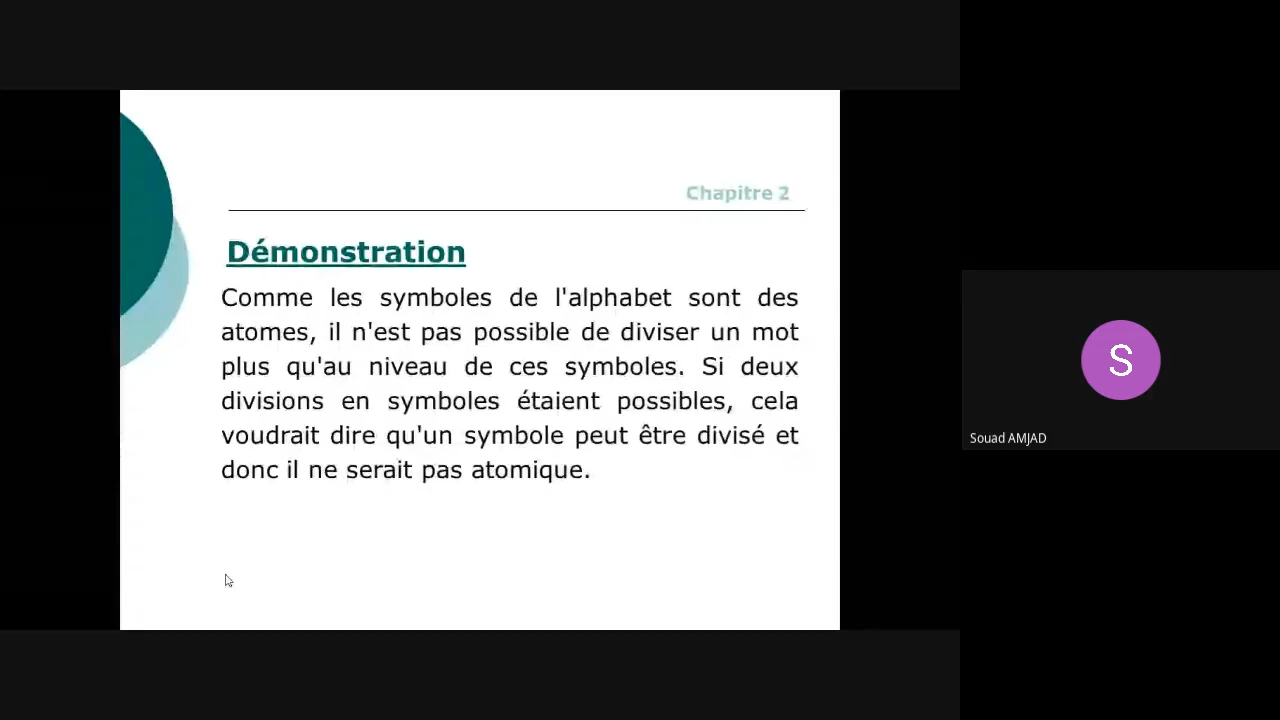 Chapitre 2
Démonstration
Comme les symboles de l'alphabet sont des
atomes, il n'est pas possible de diviser un mot
plus qu'au niveau de ces symboles. Si deux
divisions en symboles étaient possibles, cela
voudrait dire qu'un symbole peut être divisé et
donc il ne serait pas atomique.
S
Souad AMJAD